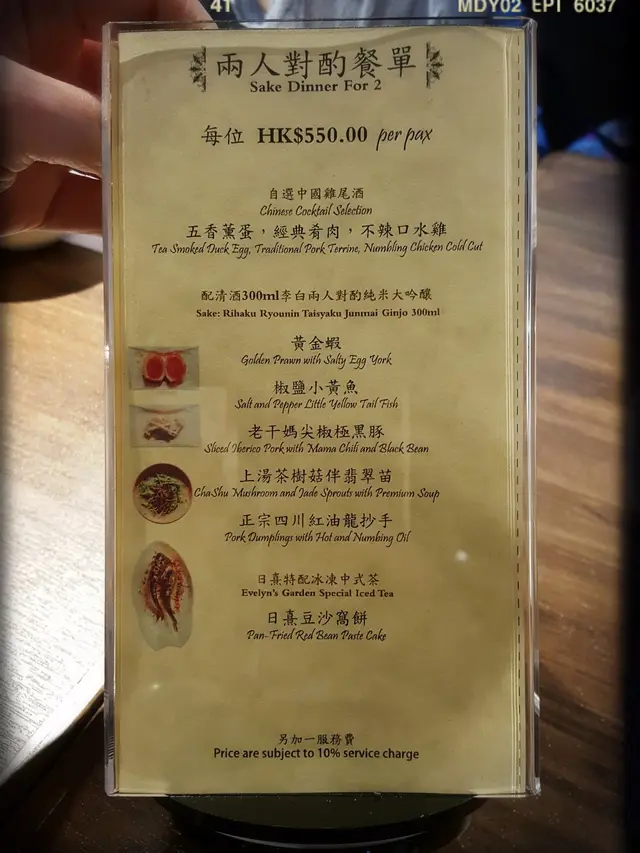 41
MDY02 EPI 6037
兩人對酌餐單
Sake Dinner For 2
每位 HK$550.00 per pax
自選中國雞尾酒
Chinese Cocktail Selection
五香薰蛋，經典肴肉，不辣口水雞
Tea Smoked Duck Egg, Traditional Pork Terrine, Numbling Chicken Cold Cut
配清酒300ml李白兩人對酌純米大吟釀
Sake: Rihaku Ryounin Taisyaku Junmai Ginjo 300ml
黃金蝦
Golden Prawn with Salty Egg York
椒鹽小黃魚
Salt and Pepper Little Yellow Tail Fish
老干媽尖椒極黑豚
Sliced Iberico Pork with Mama Chili and Black Bean
上湯茶樹菇伴翡翠苗
ChaShu Mushroom and Jade Sprouts with Premium Soup
正宗四川紅油龍抄手
Pork Dumplings with Hot and Numbing Oil
日熹特配冰凍中式茶
Evelyn's Garden Special Iced Tea
日熹豆沙窩餅
Pan-Fried Red Bean Paste Cake
另加一服務費
Price are subject to 10% service charge